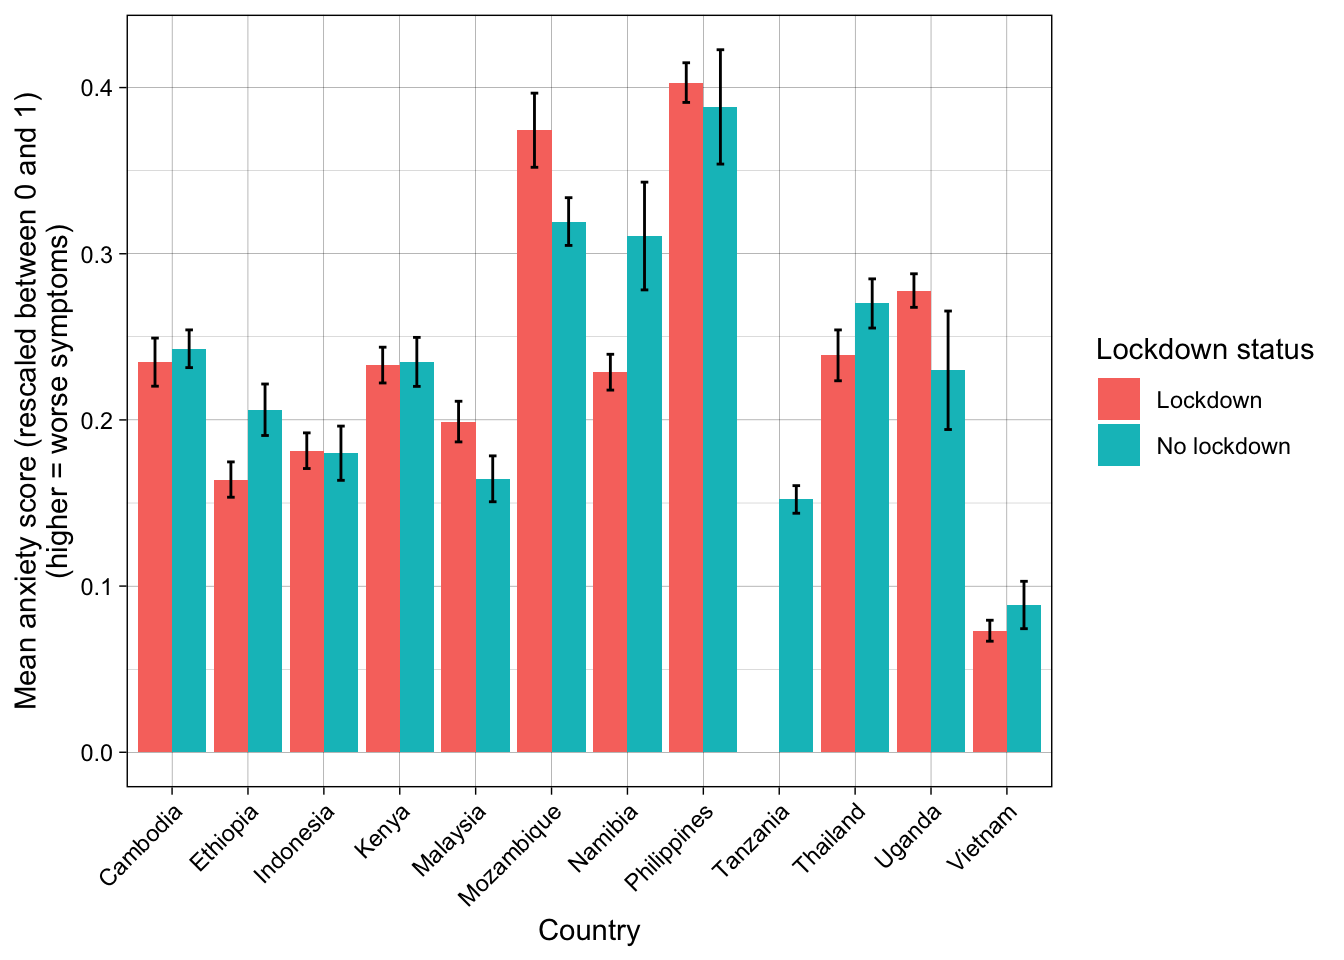 Mean anxiety score (rescaled between 0 and 1)
(higher = worse symptoms)
0.4
0.3
0.2
0.1
0.0
Cambodia
Ethiopia
Indonesia
Kenya
Malaysia
Mozambique
Namibia
Philippines
Tanzania
Thailand
Uganda
Vietnam
Country
Lockdown status
Lockdown
No lockdown